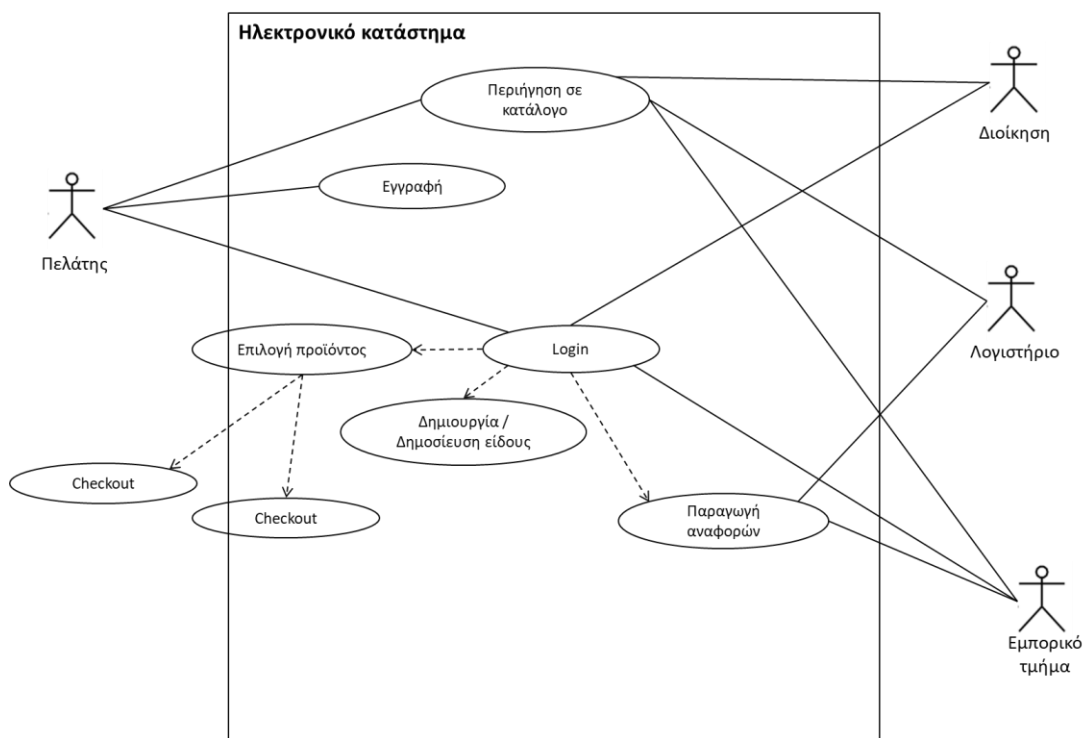 Ηλεκτρονικό κατάστημα
Περιήγηση σε
κατάλογο
Διοίκηση
Εγγραφή
Πελάτης
Επιλογή προϊόντος
Login
Λογιστήριο
Δημιουργία /
Δημοσίευση είδους
Checkout
Checkout
Παραγωγή
αναφορών
Εμπορικό
τμήμα